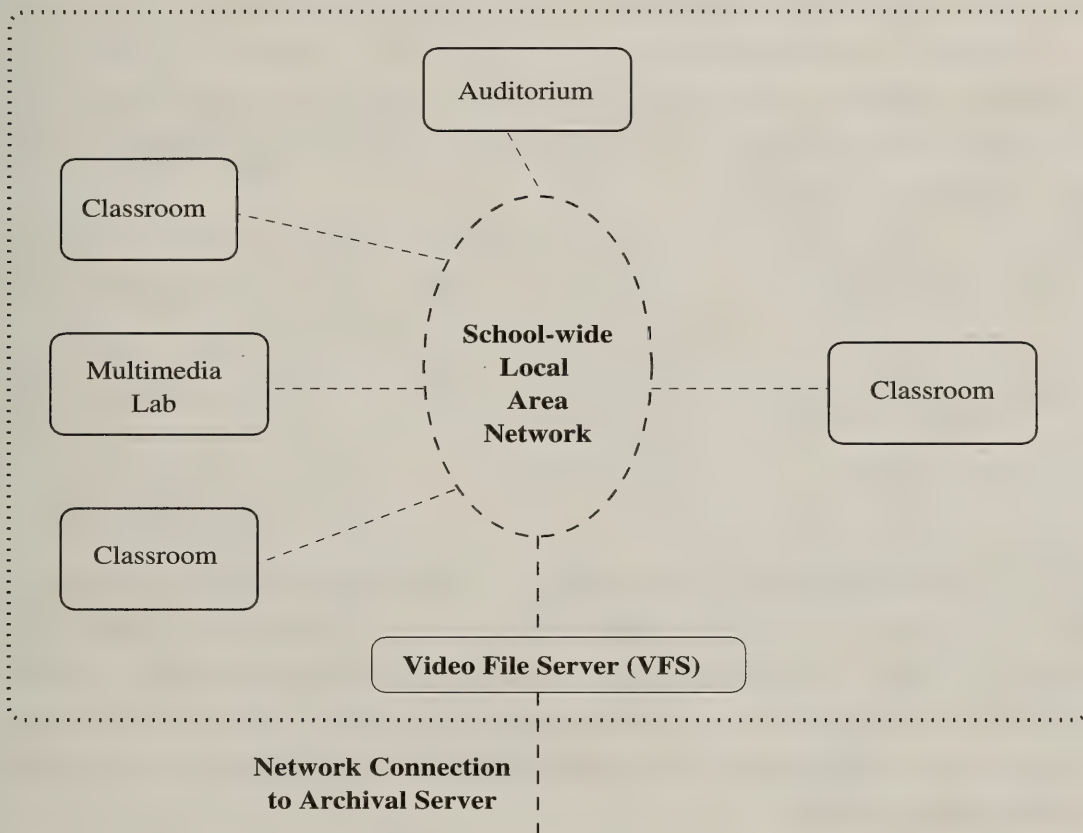 Auditorium
Classroom
School-wide
Local
Area
Network
Multimedia
Lab
Classroom
Classroom
Video File Server (VFS)
Network Connection
to Archival Server